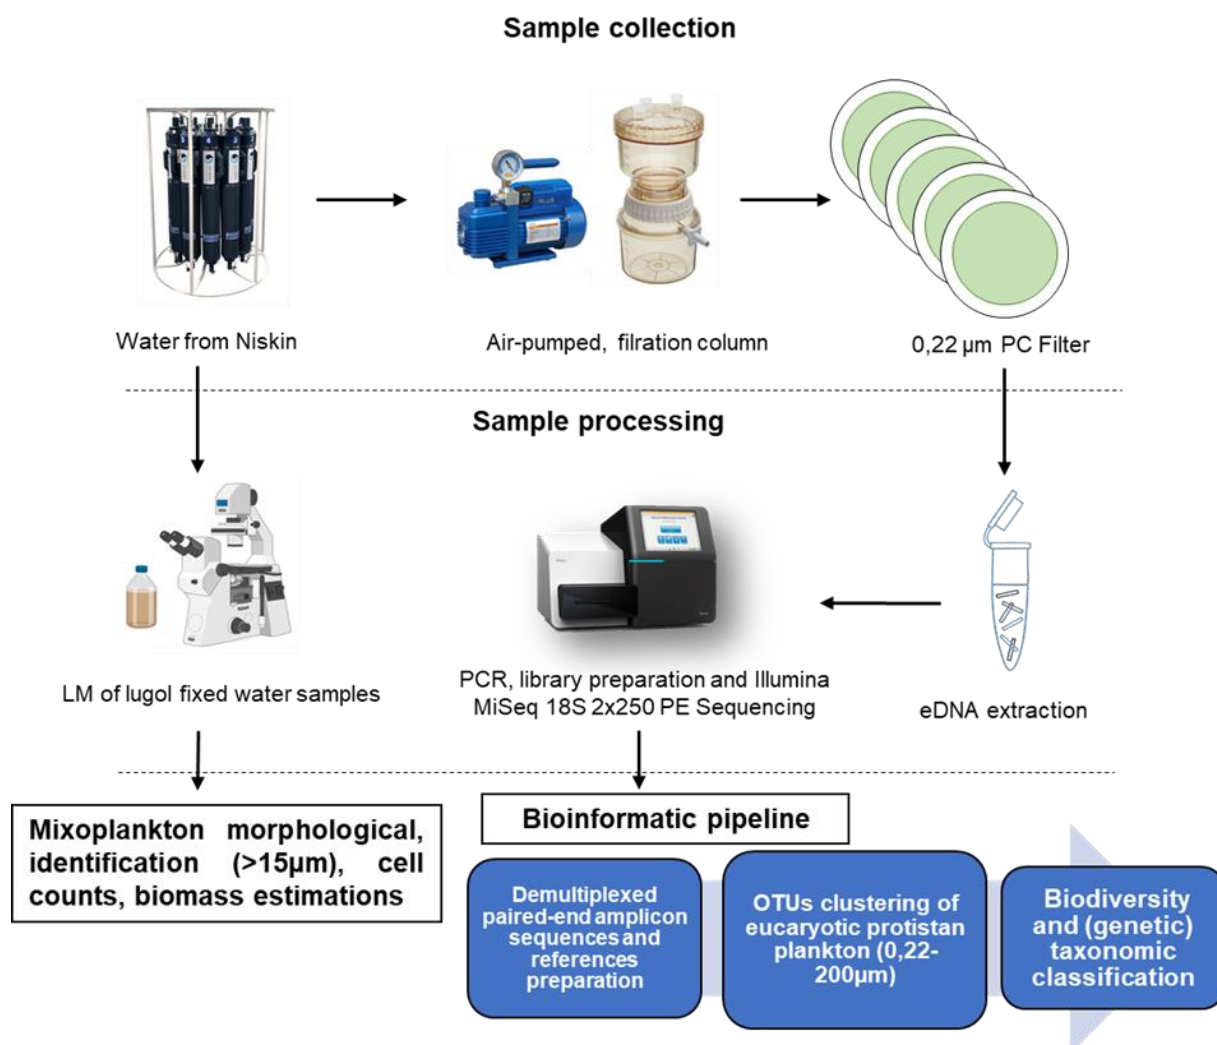 Sample collection
Water from Niskin
Air-pumped, filration column
0,22 µm PC Filter
Sample processing
LM of lugol fixed water samples
PCR, library preparation and Illumina
MiSeq 18S 2x250 PE Sequencing
eDNA extraction
Mixoplankton morphological,
identification (>15µm), cell
counts, biomass estimations
Bioinformatic pipeline
Demultiplexed
paired-end amplicon
sequences and
references
preparation
OTUs clustering of
eucaryotic protistan
plankton (0,22-
200µm)
Biodiversity
and (genetic)
taxonomic
classification